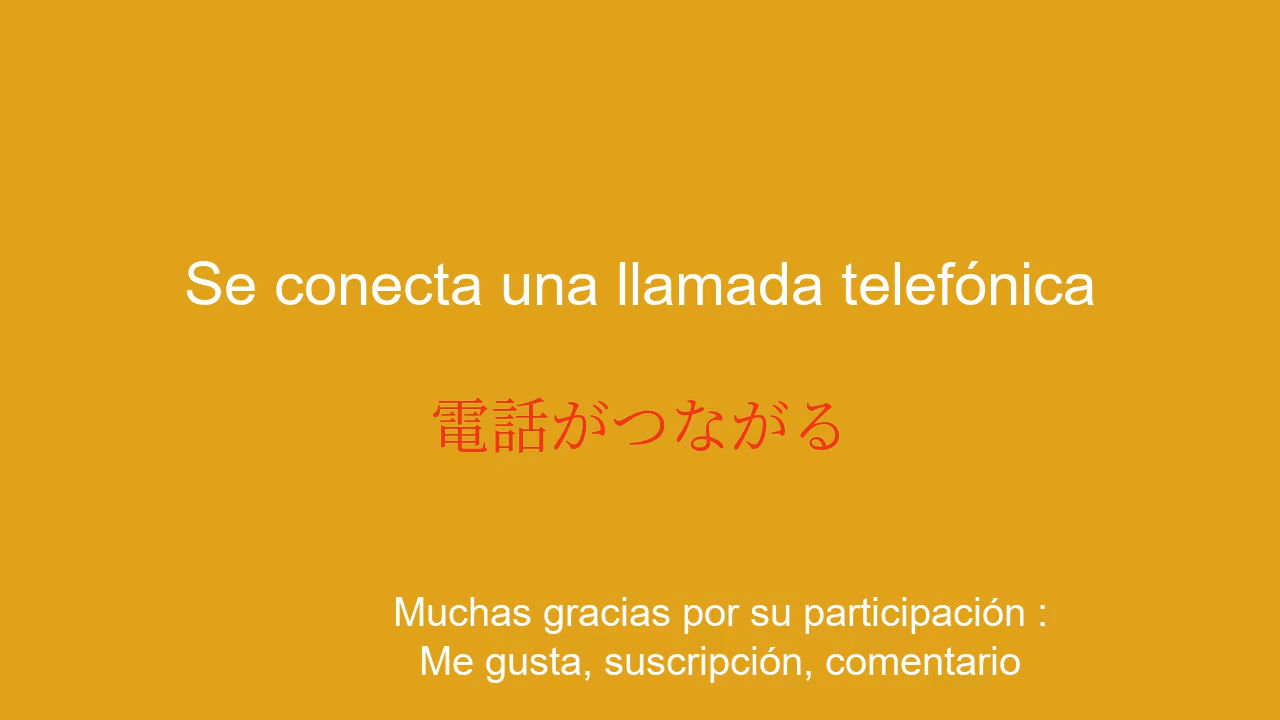 Se conecta una llamada telefónica
電話がつながる
Muchas gracias por su participación :
Me gusta, suscripción, comentario